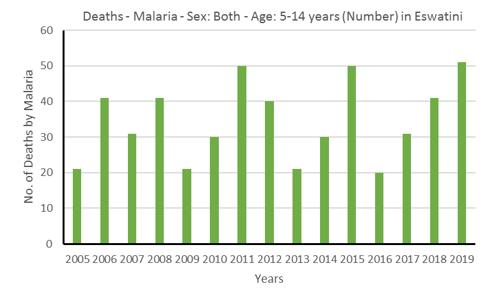 Deaths - Malaria - Sex: Both - Age: 5-14 years (Number) in Eswatini
No. of Deaths by Malaria
60
50
40
30
20
10
0
2005 2006 2007 2008 2009 2010 2011 2012 2013 2014 2015 2016 2017 2018 2019
Years